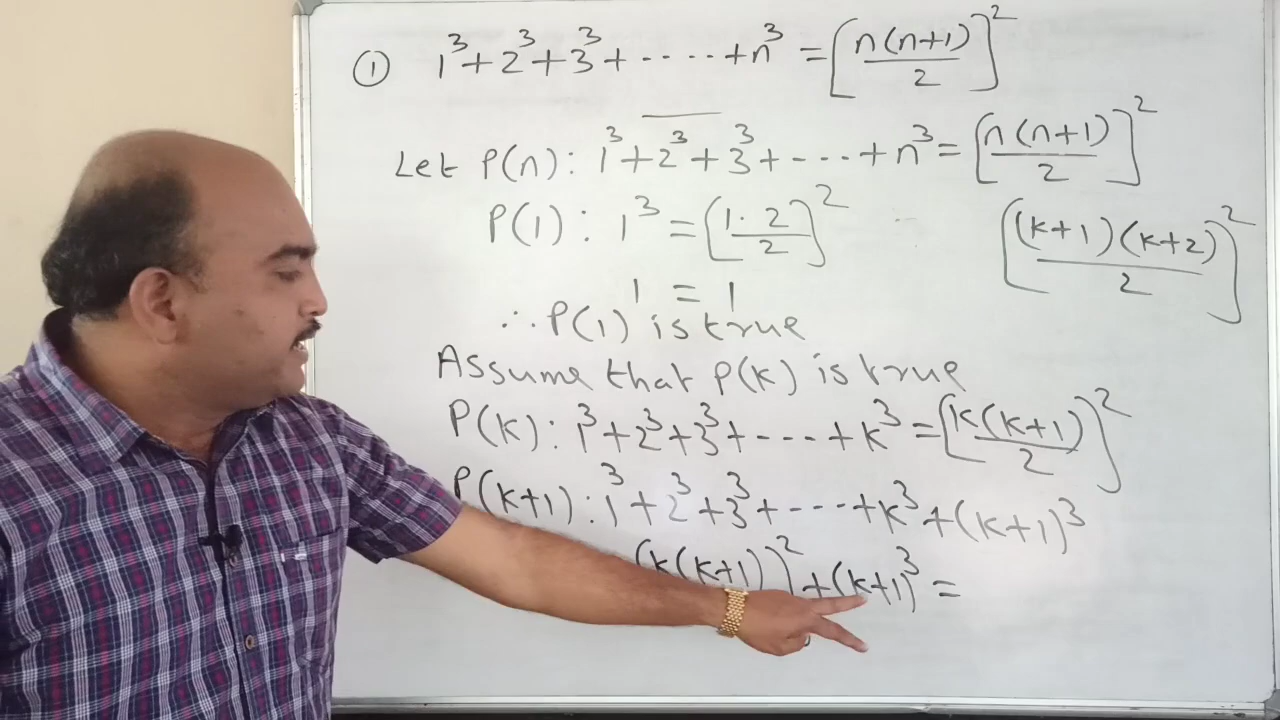 ① 1³+2³+3³+.....+n³ = [n(n+1)/2]²
Let P(n): 1³+2³+3³+---+n³ = [n(n+1)/2]²
P(1): 1³ = (1·2/2)²
((k+1)(k+2)/2)²
1 = 1
∴ P(1) is true
Assume that P(k) is true
P(k): 1³+2³+3³+----+k³ = (k(k+1)/2)²
P(k+1): 1³+2³+3³+---+k³+(k+1)³
(k(k+1))²+(k+1)³ =